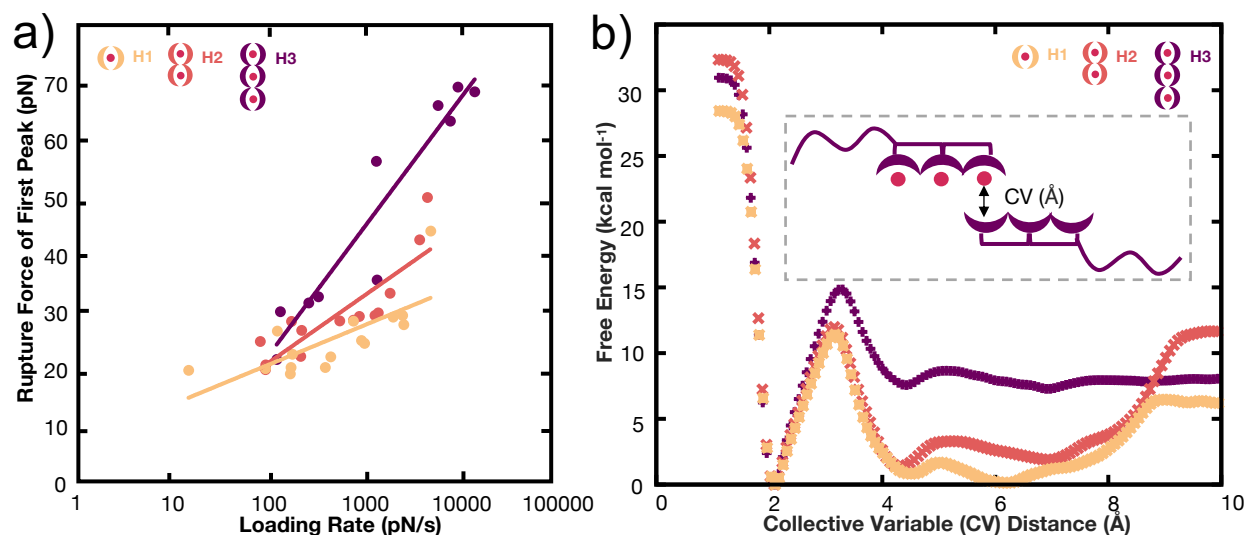 a)
H1
H2
H3
Rupture Force of First Peak (pN)
70
60
50
40
30
20
10
0
1
10
100
1000
10000
100000
Loading Rate (pN/s)
b)
H1
H2
H3
Free Energy (kcal mol-1)
30
25
20
15
10
5
0
CV (Å)
0
2
4
6
8
10
Collective Variable (CV) Distance (Å)